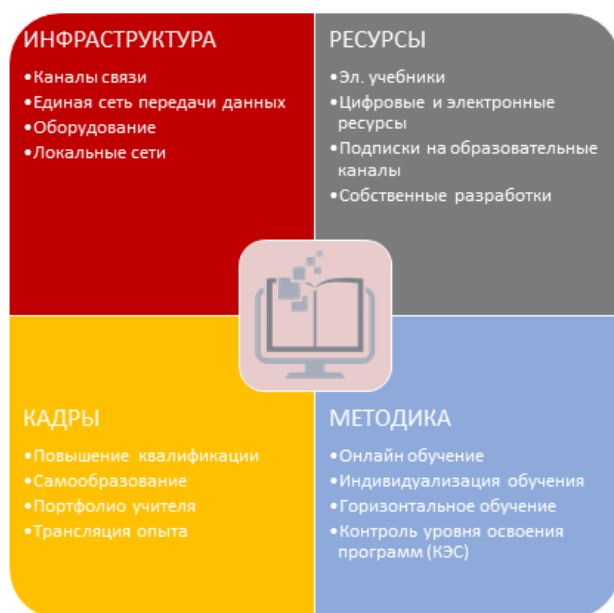 ИНФРАСТРУКТУРА
•Каналы связи
•Единая сеть передачи данных
•Оборудование
•Локальные сети
РЕСУРСЫ
•Эл. учебники
•Цифровые и электронные
ресурсы
•Подписки на образовательные
каналы
•Собственные разработки
КАДРЫ
•Повышение квалификации
•Самообразование
•Портфолио учителя
•Трансляция опыта
МЕТОДИКА
•Онлайн обучение
•Индивидуализация обучения
•Горизонтальное обучение
•Контроль уровня освоения
программ (КЭС)